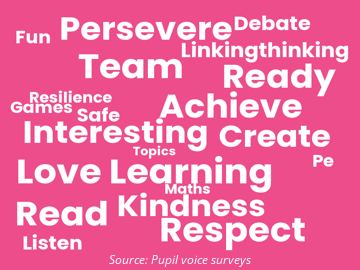 Persevere Debate
Fun
Linkingthinking
Team
Ready
Resilience
Games
Safe
Achieve
Interesting Create
Topics
Pe
Love Learning
Maths
Kindness
Read
Respect
Listen
Source: Pupil voice surveys